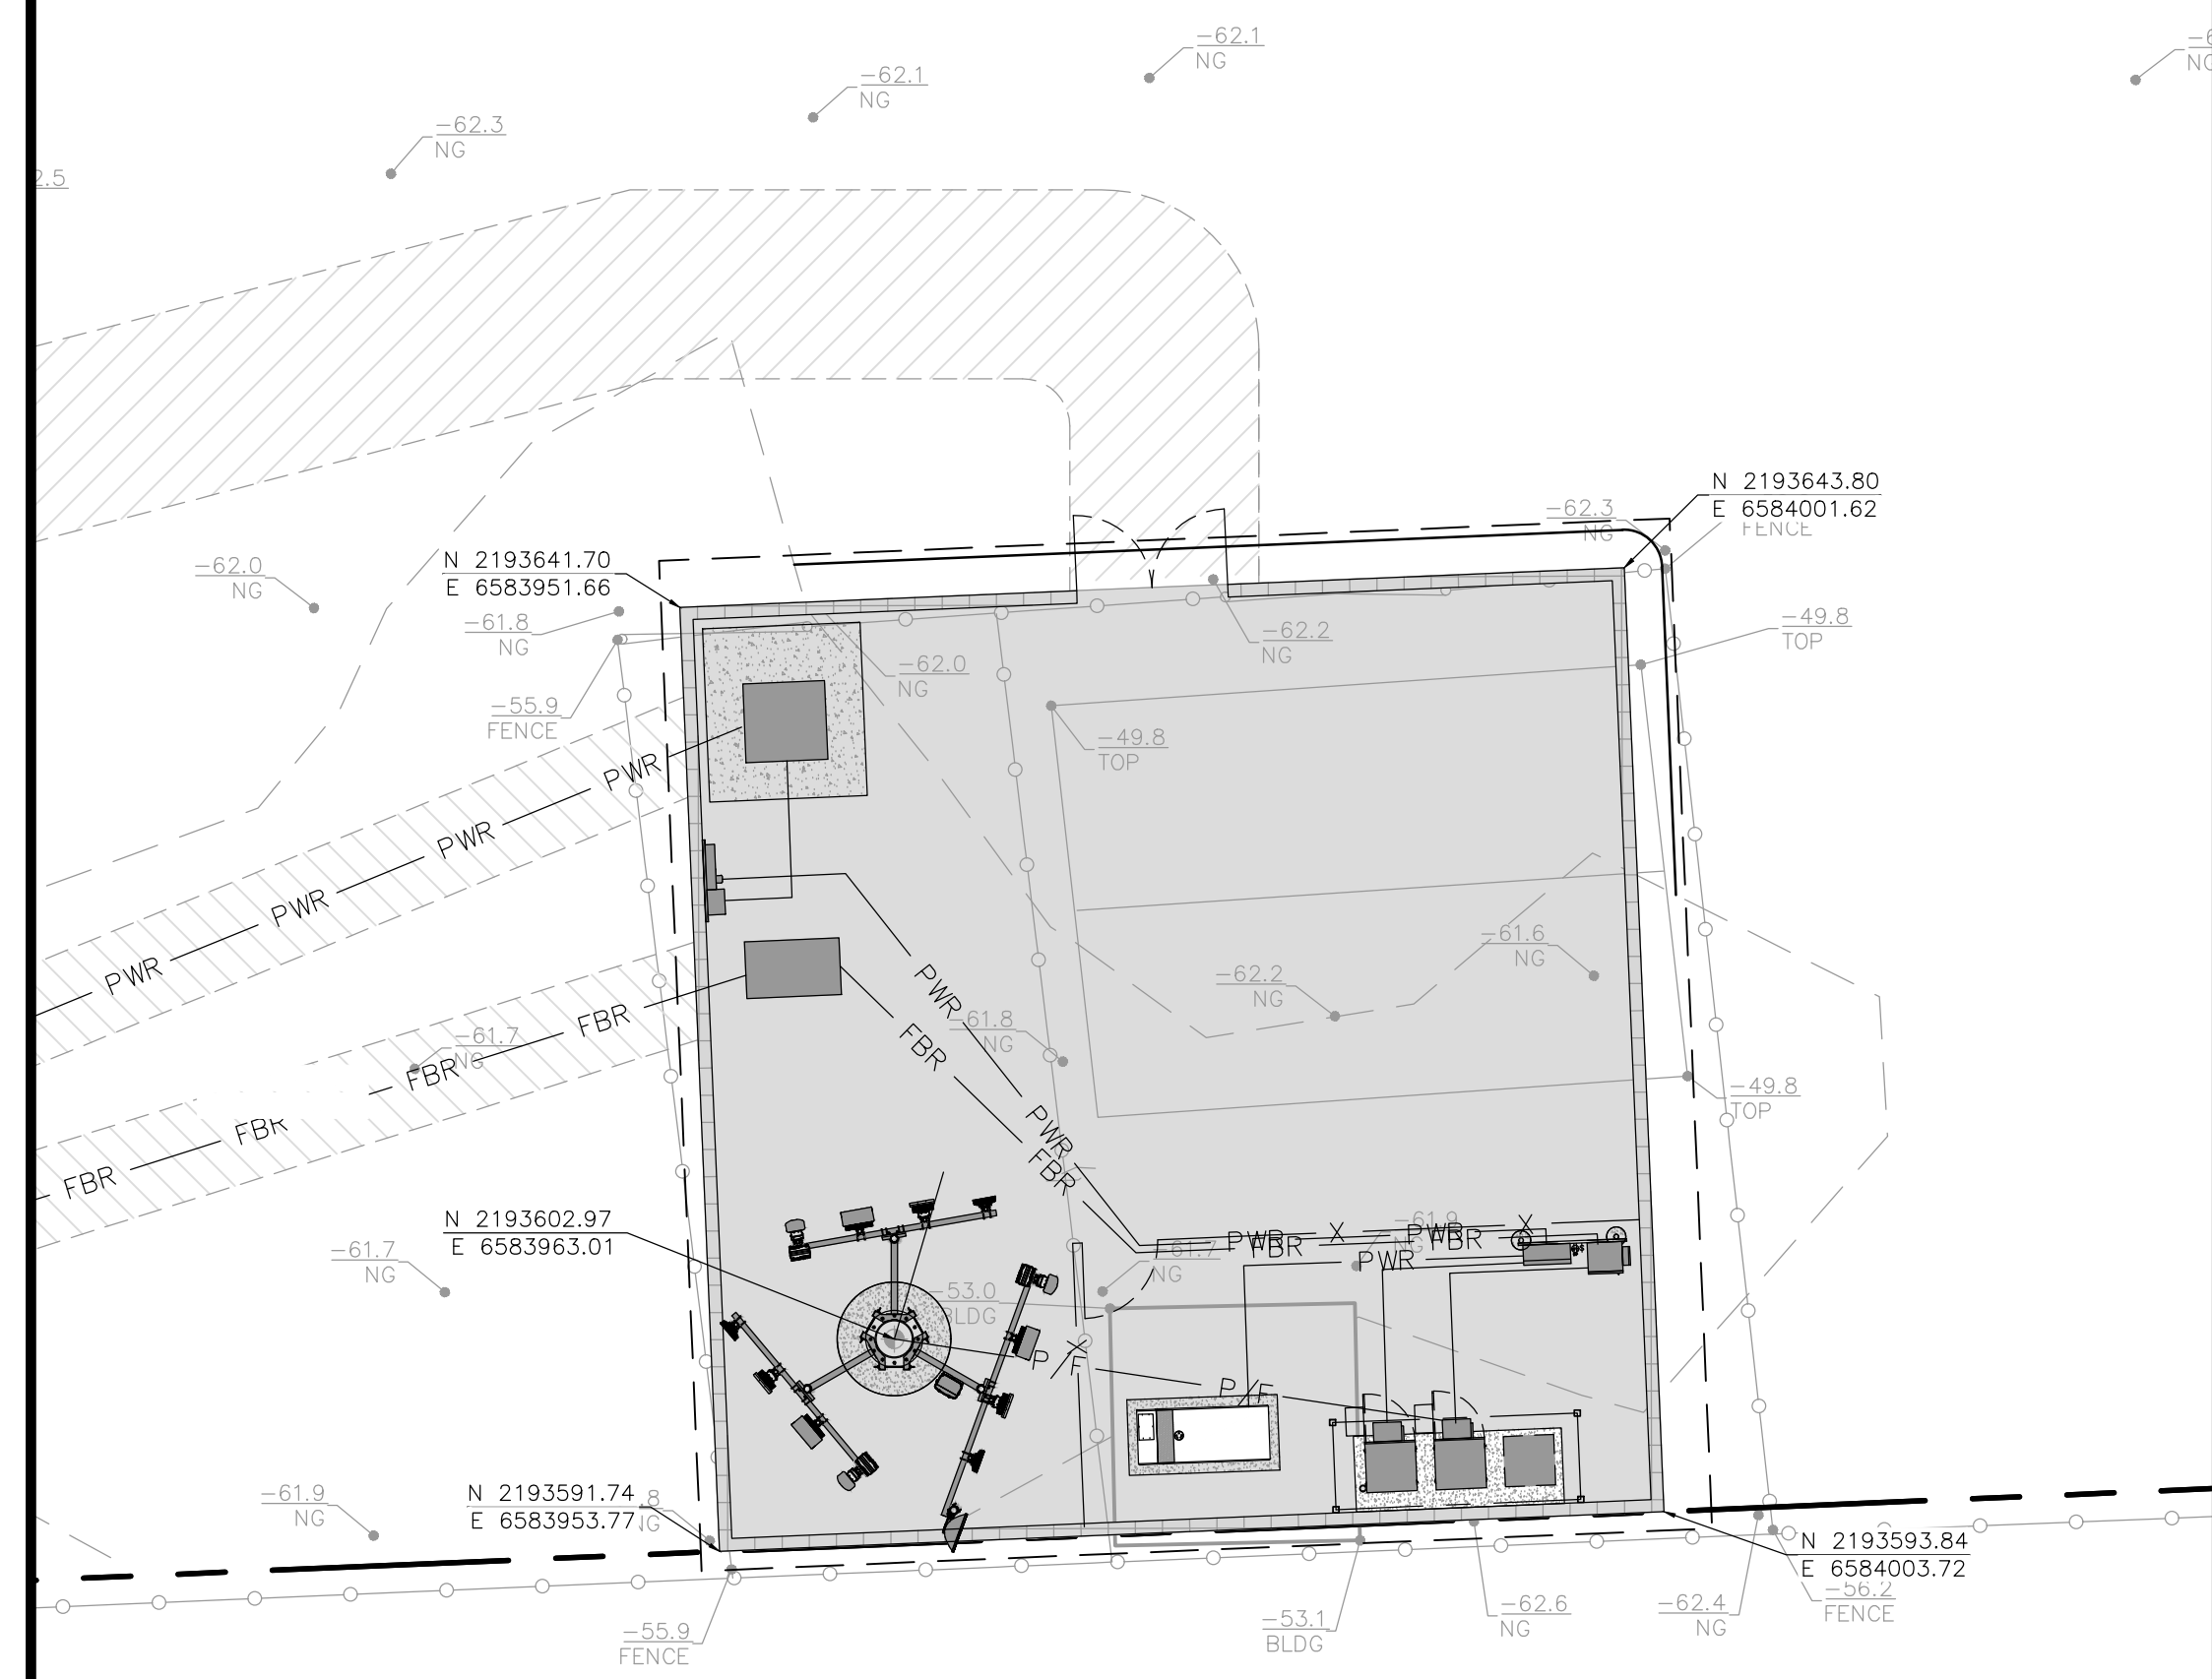 -62.1
NG
-62.1
NG
-62.3
NG
2.5
N 2193643.80
E 6584001.62
-62.3
NG
FENCE
N 2193641.70
E 6583951.66
-62.0
NG
-61.8
NG
-62.2
NG
-49.8
TOP
-62.0
NG
-55.9
FENCE
-49.8
TOP
PWR
PWR
PWR
PWR
-61.6
NG
-62.2
NG
PWR
FBR
-61.8
NG
FBR
-61.7
NG
FBR
FBR
FBR
-49.8
TOP
PWR
FBR
N 2193602.97
E 6583963.01
-61.7
NG
PWR
X
PWR
X
FBR
FBR
-61.9
NG
-61.7
NG
PWR
-53.0
BLDG
P
X
F
P/F
N 2193591.74
E 6583953.77
-61.9
NG
8
NG
N 2193593.84
E 6584003.72
-56.2
FENCE
-62.4
NG
-62.6
NG
-53.1
BLDG
-55.9
FENCE